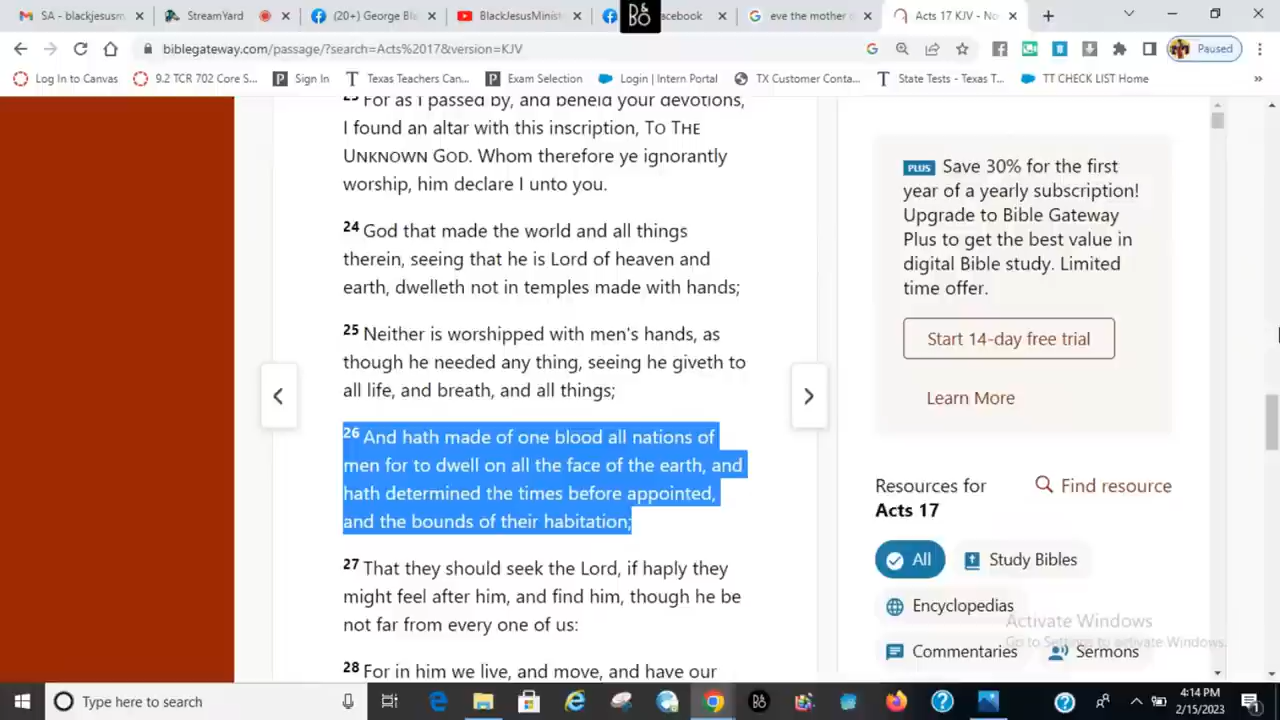 SA - blackjesusm
StreamYard
(20+) George Bla
BlackJesusMinist
B&O
acebook
eve the mother o
Acts 17 KJV - No
biblegateway.com/passage/?search=Acts%2017&version=KJV
Paused
Log In to Canvas
9.2 TCR 702 Core S...
Sign In
Texas Teachers Can...
Exam Selection
Login | Intern Portal
TX Customer Conta...
State Tests - Texas T...
TT CHECK LIST Home
»
23 For as I passed by, and beheld your devotions,
I found an altar with this inscription, TO THE
UNKNOWN GOD. Whom therefore ye ignorantly
worship, him declare I unto you.
24 God that made the world and all things
therein, seeing that he is Lord of heaven and
earth, dwelleth not in temples made with hands;
25 Neither is worshipped with men's hands, as
though he needed any thing, seeing he giveth to
all life, and breath, and all things;
26 And hath made of one blood all nations of
men for to dwell on all the face of the earth, and
hath determined the times before appointed,
and the bounds of their habitation;
27 That they should seek the Lord, if haply they
might feel after him, and find him, though he be
not far from every one of us:
28 For in him we live, and move, and have our
PLUS Save 30% for the first
year of a yearly subscription!
Upgrade to Bible Gateway
Plus to get the best value in
digital Bible study. Limited
time offer.
Start 14-day free trial
Learn More
Resources for
Acts 17
Find resource
All
Study Bibles
Encyclopedias
Commentaries
Sermons
Activate Windows
Go to Settings to activate Windows.
Type here to search
B&O
4:14 PM
2/15/2023
1